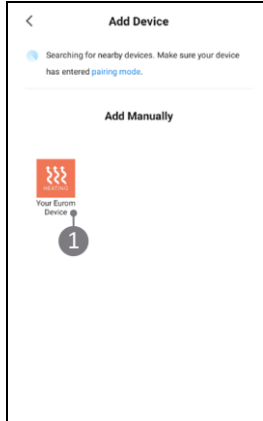 Add Device
Searching for nearby devices. Make sure your device
has entered pairing mode.
Add Manually
HEATING
Your Eurom
Device
1